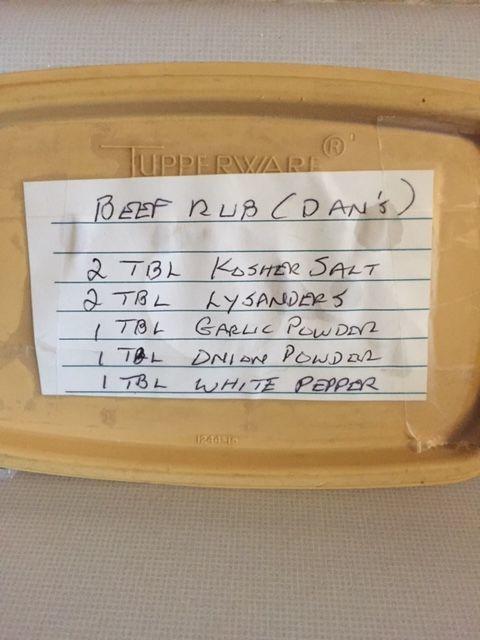 TUPPERWARE®
BEEF RUB (DAN'S)
2 TBL KOSHER SALT
2 TBL LYSANDERS
1 TBL GARLIC POWDER
1 TBL ONION POWDER
1 TBL WHITE PEPPER